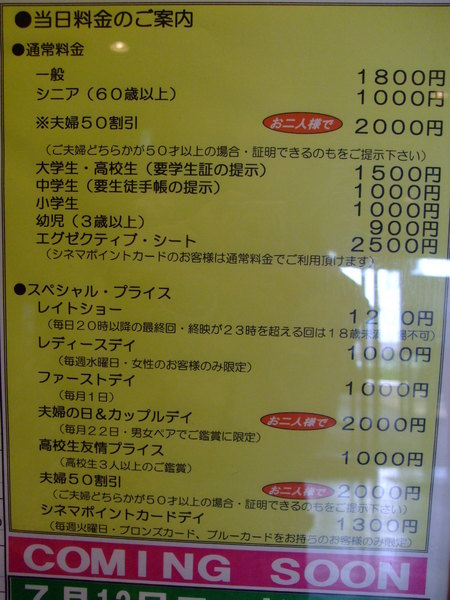 ●当日料金のご案内
●通常料金
一般 1800円
シニア(60歳以上) 1000円
※夫婦50割引 お二人様で 2000円
(ご夫婦どちらかが50才以上の場合・証明できるのもをご提示下さい)
大学生・高校生(要学生証の提示) 1500円
中学生(要生徒手帳の提示) 1000円
小学生 1000円
幼児(3歳以上) 900円
エグゼクティブ・シート 2500円
(シネマポイントカードのお客様は通常料金でご利用頂けます)
●スペシャル・プライス
レイトショー 1200円
(毎日20時以降の最終回・終映が23時を超える回は18歳未満入場不可)
レディースデイ 1000円
(毎週水曜日・女性のお客様のみ限定)
ファーストデイ 1000円
(毎月1日)
夫婦の日&カップルデイ お二人様で 2000円
(毎月22日・男女ペアでご鑑賞に限定)
高校生友情プライス 1000円
(高校生3人以上のご鑑賞)
夫婦50割引 お二人様で 2000円
(ご夫婦どちらかが50才以上の場合・証明できるのもをご提示下さい)
シネマポイントカードデイ 1300円
(毎週火曜日・ブロンズカード、ブルーカードをお持ちのお客様のみ限定)
COMING SOON